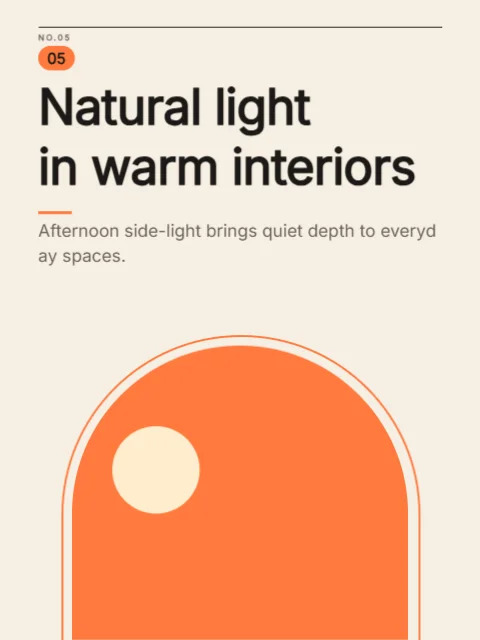 NO.05
05
Natural light
in warm interiors
Afternoon side-light brings quiet depth to everyd
ay spaces.